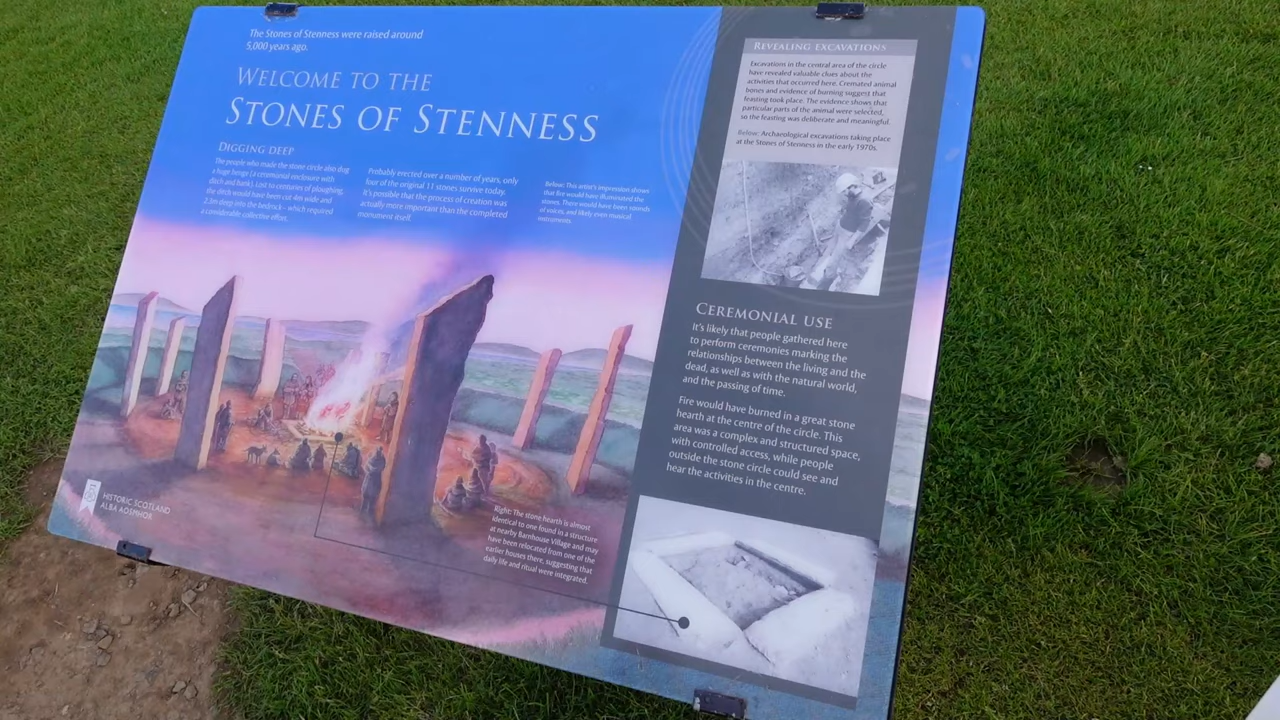 The Stones of Stenness were raised around
5,000 years ago.
WELCOME TO THE
STONES OF STENNESS
DIGGING DEEP
The people who made the stone circle also dug
a huge henge (a ceremonial enclosure with
ditch and bank). Lost to centuries of ploughing,
the ditch would have been cut 4m wide and
2.3m deep into the bedrock – which required
a considerable collective effort.
Probably erected over a number of years, only
four of the original 11 stones survive today.
It's possible that the process of creation was
actually more important than the completed
monument itself.
Below: This artist's impression shows
that fire would have illuminated the
stones. There would have been sounds
of voices, and likely even musical
instruments.
HISTORIC SCOTLAND
ALBA AOSMHOR
Right: The stone hearth is almost
identical to one found in a structure
at nearby Barnhouse Village and may
have been relocated from one of the
earlier houses there, suggesting that
daily life and ritual were integrated.
REVEALING EXCAVATIONS
Excavations in the central area of the circle
have revealed valuable clues about the
activities that occurred here. Cremated animal
bones and evidence of burning suggest that
feasting took place. The evidence shows that
particular parts of the animal were selected,
so the feasting was deliberate and meaningful.
Below: Archaeological excavations taking place
at the Stones of Stenness in the early 1970s.
CEREMONIAL USE
It's likely that people gathered here
to perform ceremonies marking the
relationships between the living and the
dead, as well as with the natural world,
and the passing of time.
Fire would have burned in a great stone
hearth at the centre of the circle. This
area was a complex and structured space,
with controlled access, while people
outside the stone circle could see and
hear the activities in the centre.